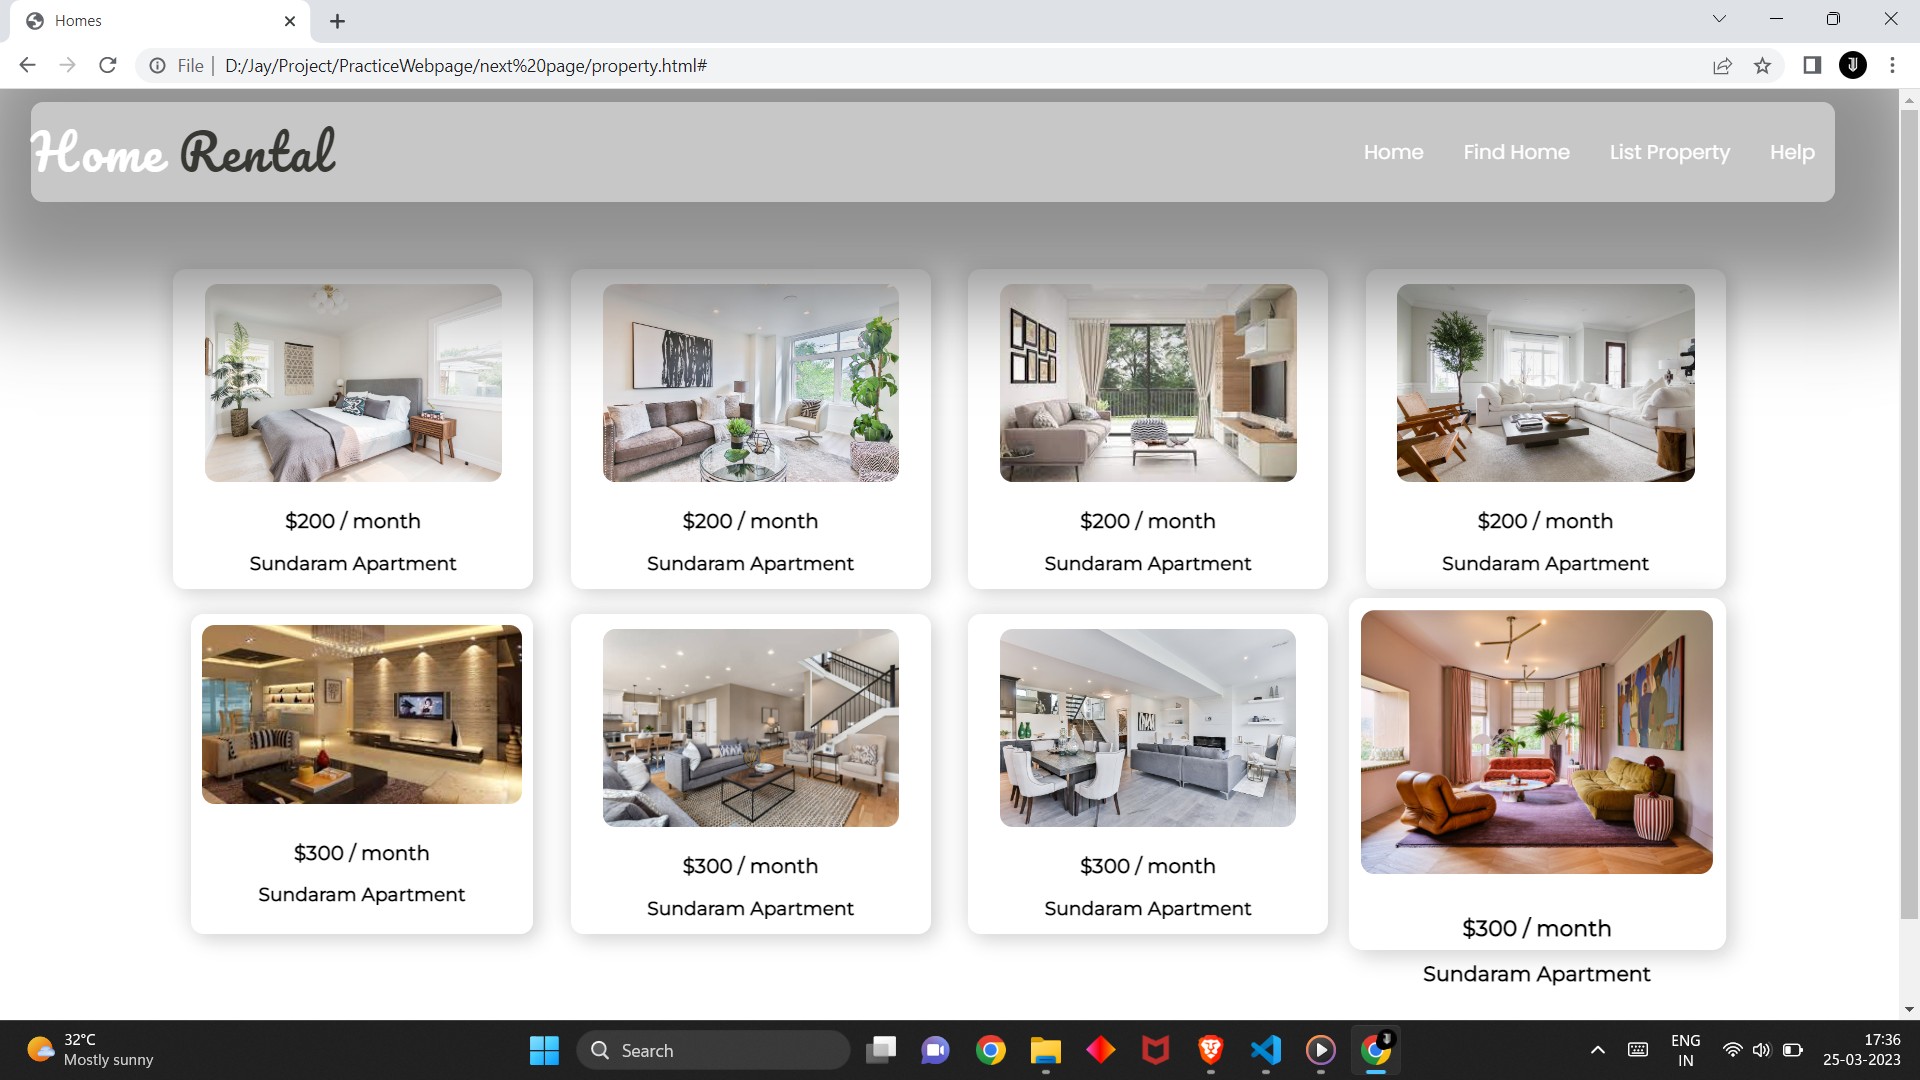 Homes
File
D:/Jay/Project/PracticeWebpage/next%20page/property.html#
Home Rental
Home
Find Home
List Property
Help
$200 / month
Sundaram Apartment
$200 / month
Sundaram Apartment
$200 / month
Sundaram Apartment
$200 / month
Sundaram Apartment
$300 / month
Sundaram Apartment
$300 / month
Sundaram Apartment
$300 / month
Sundaram Apartment
$300 / month
Sundaram Apartment
32°C
Mostly sunny
Search
ENG
IN
17:36
25-03-2023